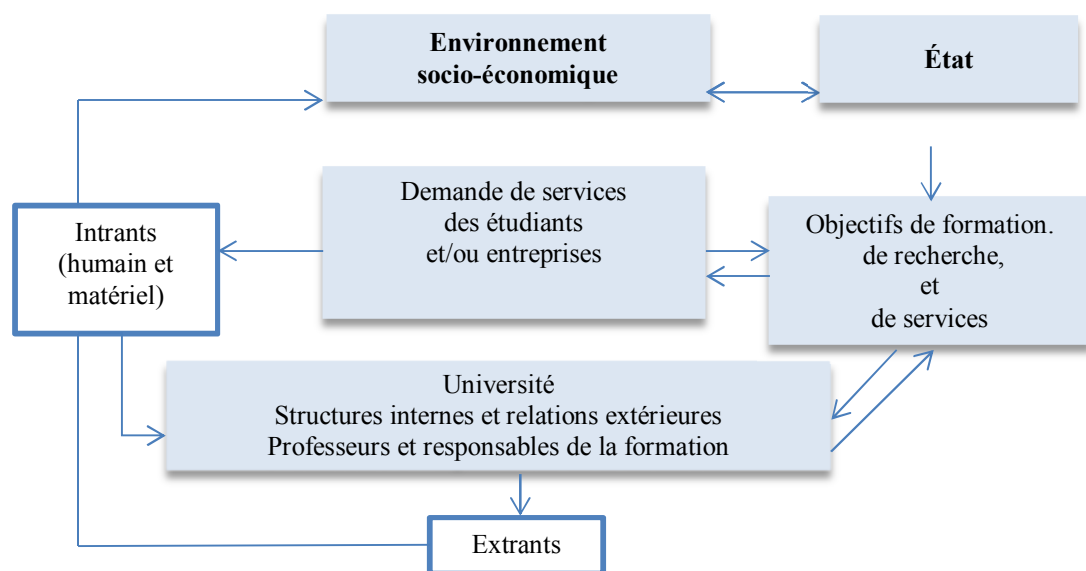 Environnement
socio-économique
État
Demande de services
des étudiants
et/ou entreprises
Intrants
(humain et
matériel)
Objectifs de formation.
de recherche,
et
de services
Université
Structures internes et relations extérieures
Professeurs et responsables de la formation
Extrants